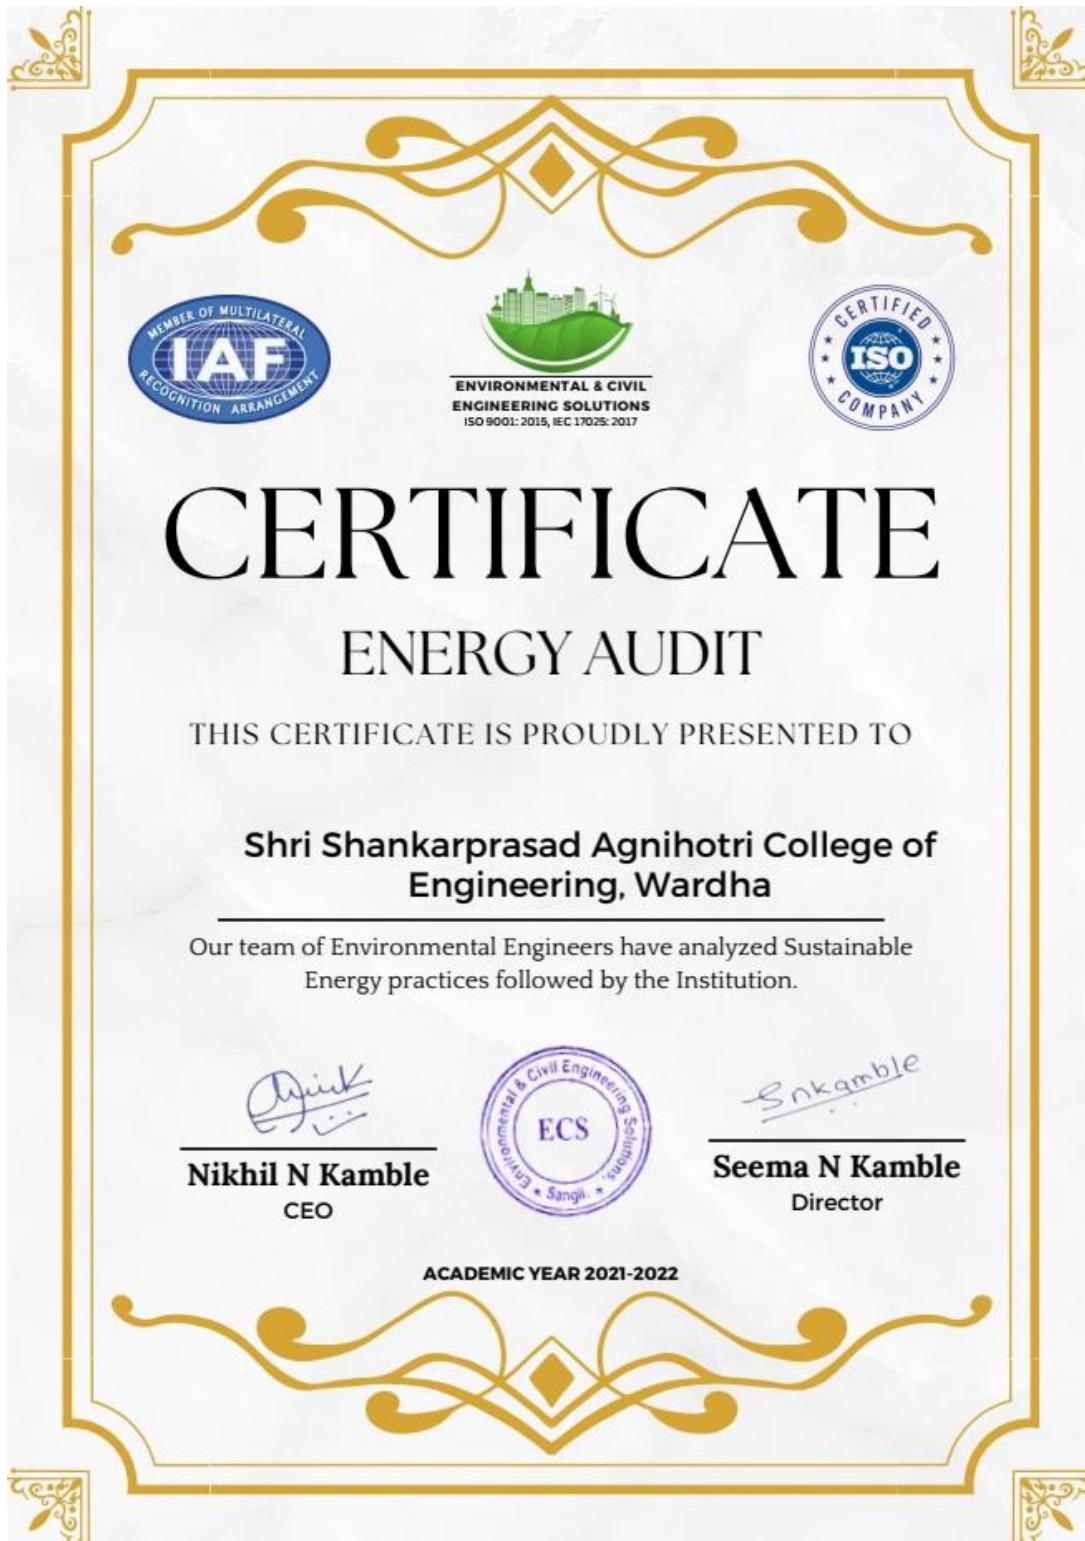 MEMBER OF MULTILATERAL
IAF
RECOGNITION ARRANGEMENT
ENVIRONMENTAL & CIVIL
ENGINEERING SOLUTIONS
ISO 9001: 2015, IEC 17025: 2017
CERTIFIED
ISO
COMPANY
CERTIFICATE
ENERGY AUDIT
THIS CERTIFICATE IS PROUDLY PRESENTED TO
Shri Shankarprasad Agnihotri College of
Engineering, Wardha
Our team of Environmental Engineers have analyzed Sustainable
Energy practices followed by the Institution.
Environmental & Civil Engineering Solutions.
ECS
Sangli.
Snkamble
Nikhil N Kamble
CEO
Seema N Kamble
Director
ACADEMIC YEAR 2021-2022